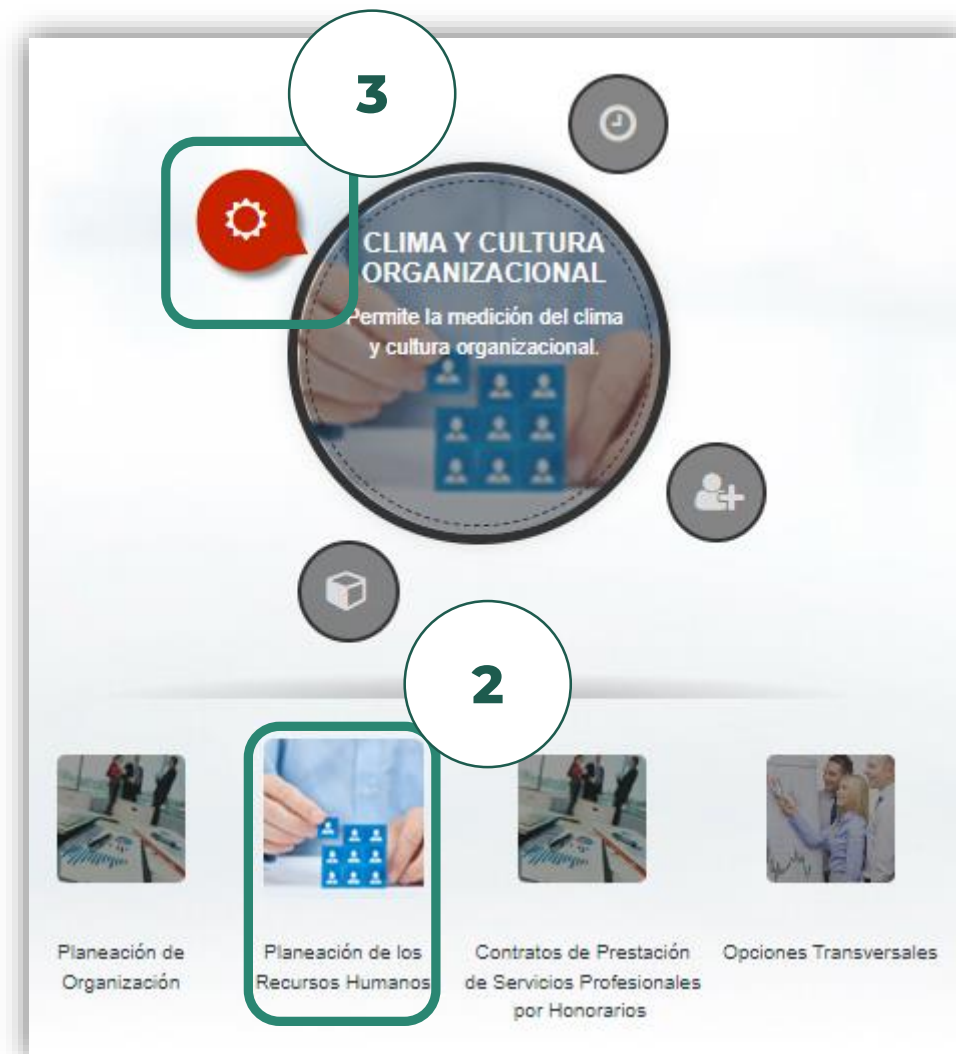 3
CLIMA Y CULTURA
ORGANIZACIONAL
Permite la medición del clima
y cultura organizacional.
2
Planeación de
Organización
Planeación de los
Recursos Humanos
Contratos de Prestación
de Servicios Profesionales
por Honorarios
Opciones Transversales